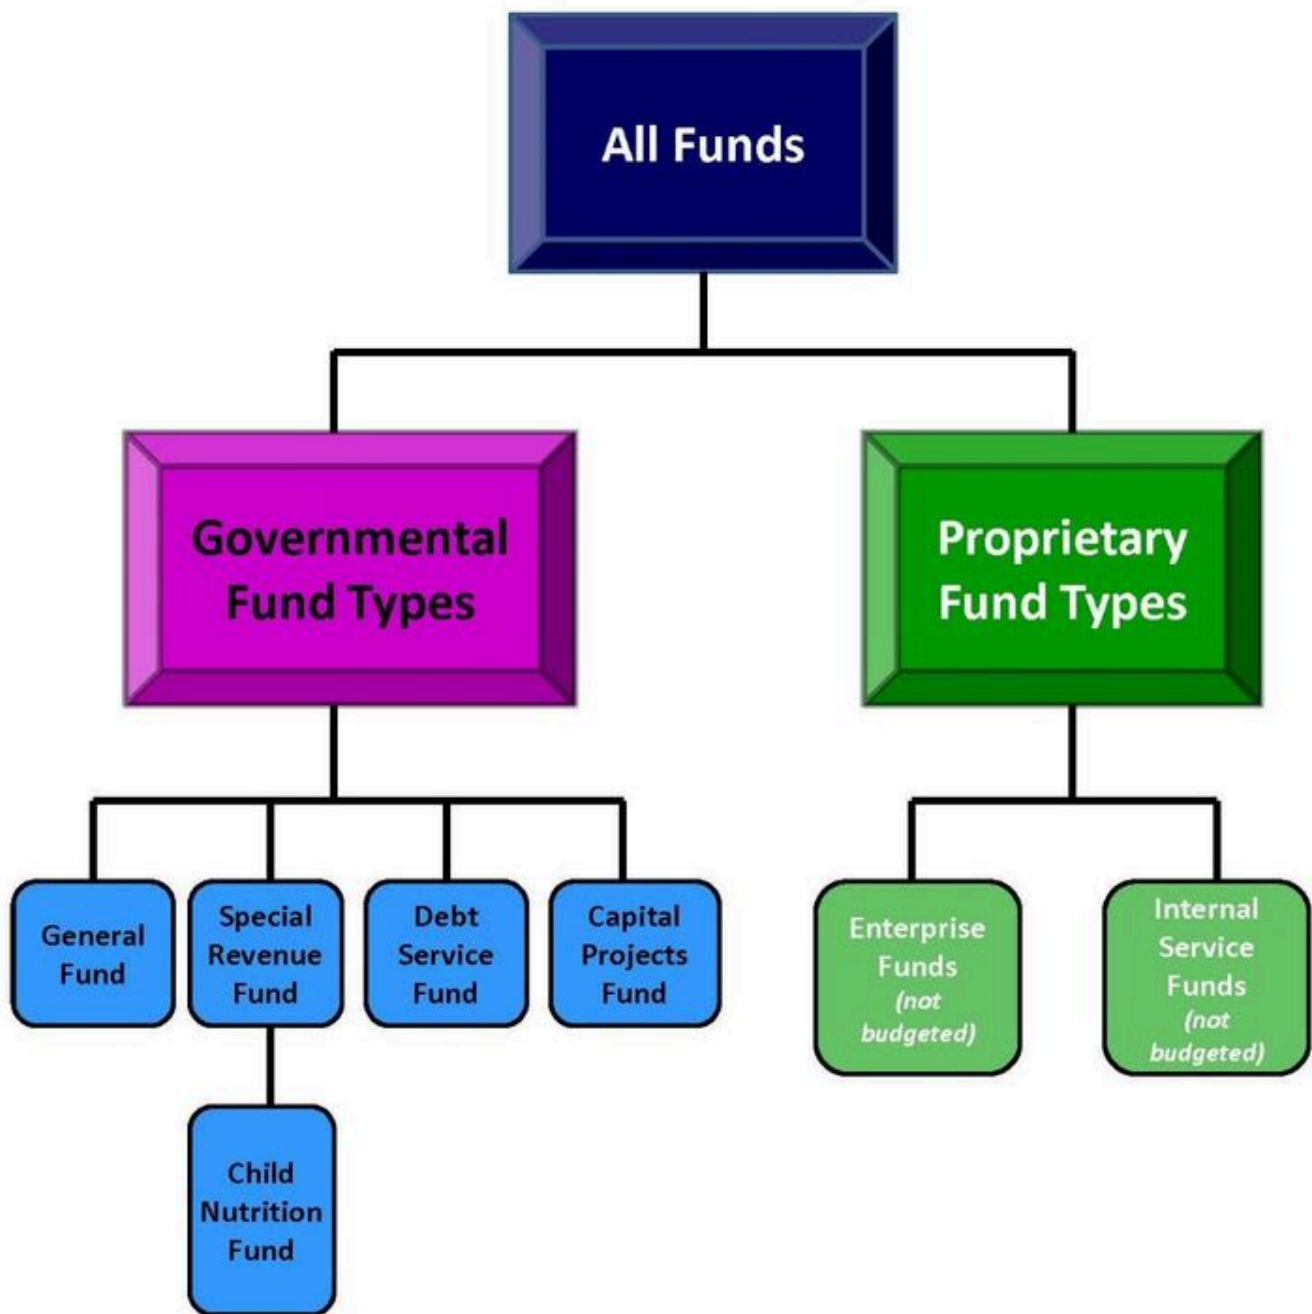 All Funds
Governmental
Fund Types
Proprietary
Fund Types
General
Fund
Special
Revenue
Fund
Debt
Service
Fund
Capital
Projects
Fund
Enterprise
Funds
(not
budgeted)
Internal
Service
Funds
(not
budgeted)
Child
Nutrition
Fund